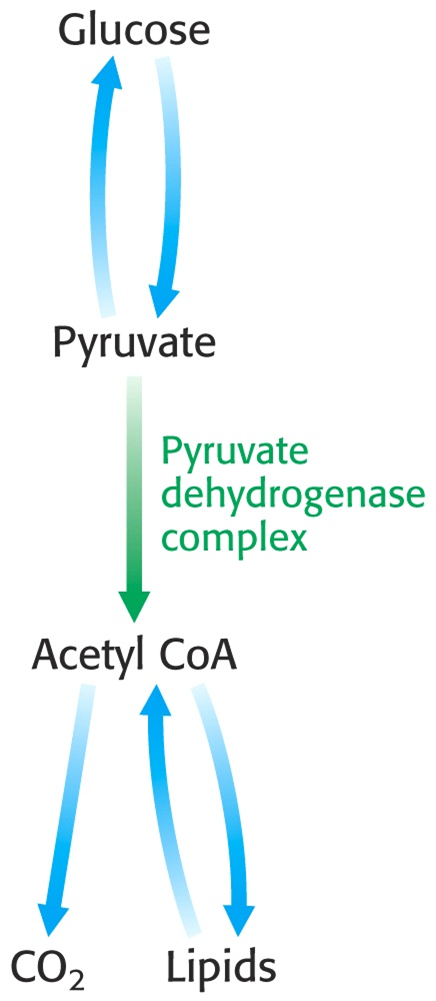 Glucose
Pyruvate
Pyruvate
dehydrogenase
complex
Acetyl CoA
CO₂
Lipids